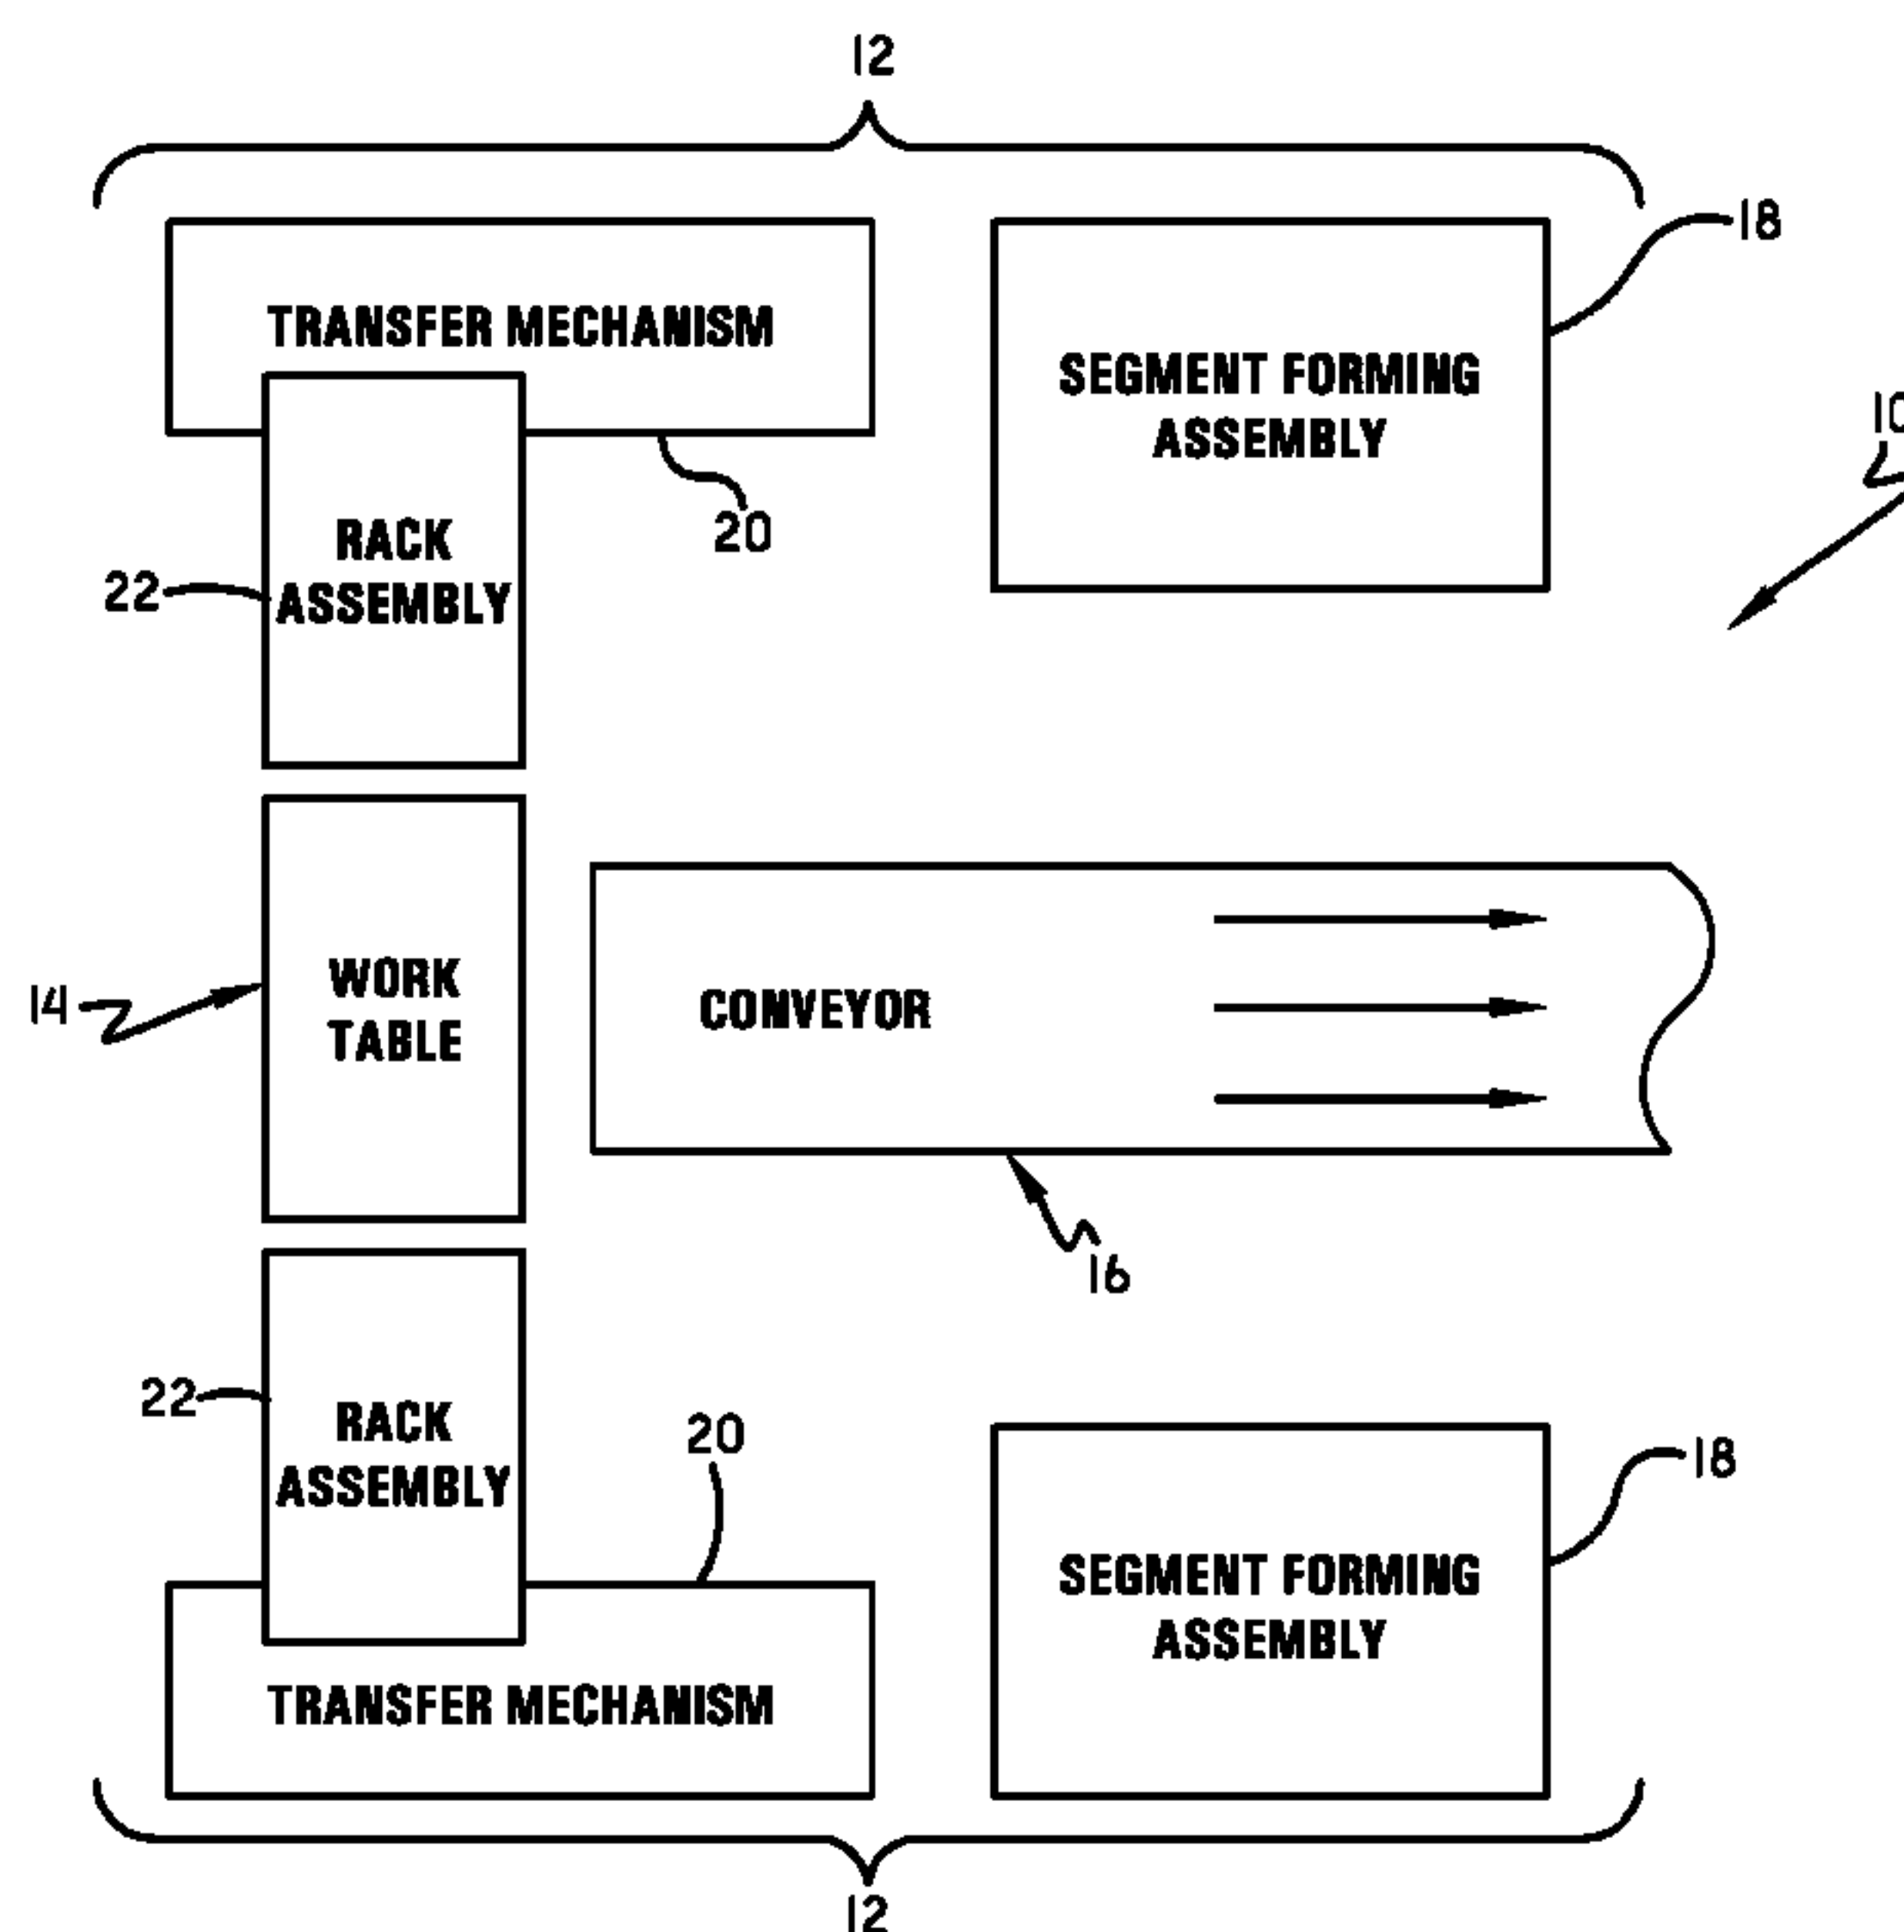 12
18
TRANSFER MECHANISM
SEGMENT FORMING
ASSEMBLY
10
RACK
ASSEMBLY
20
22
WORK
TABLE
14
CONVEYOR
16
22
RACK
ASSEMBLY
20
18
SEGMENT FORMING
ASSEMBLY
TRANSFER MECHANISM
12